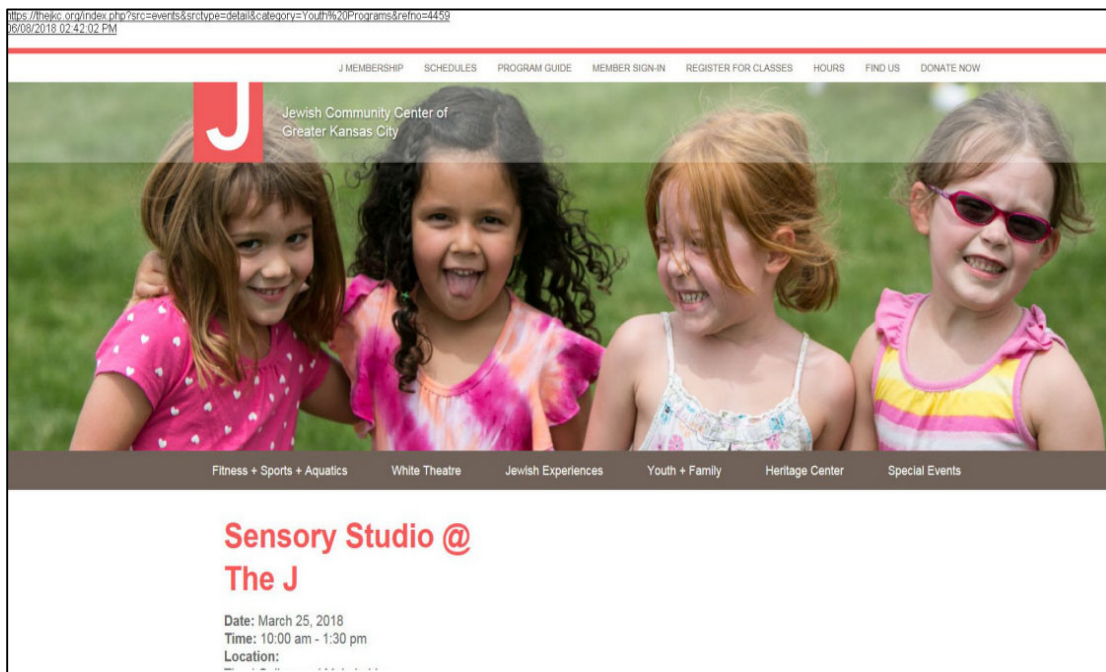 https://thejkc.org/index.php?src=events&srctype=detail&category=Youth%20Programs&refno=4459
06/08/2018 02:42:02 PM
J MEMBERSHIP SCHEDULES PROGRAM GUIDE MEMBER SIGN-IN REGISTER FOR CLASSES HOURS FIND US DONATE NOW
J
Jewish Community Center of
Greater Kansas City
Fitness + Sports + Aquatics White Theatre Jewish Experiences Youth + Family Heritage Center Special Events
Sensory Studio @
The J
Date: March 25, 2018
Time: 10:00 am - 1:30 pm
Location: